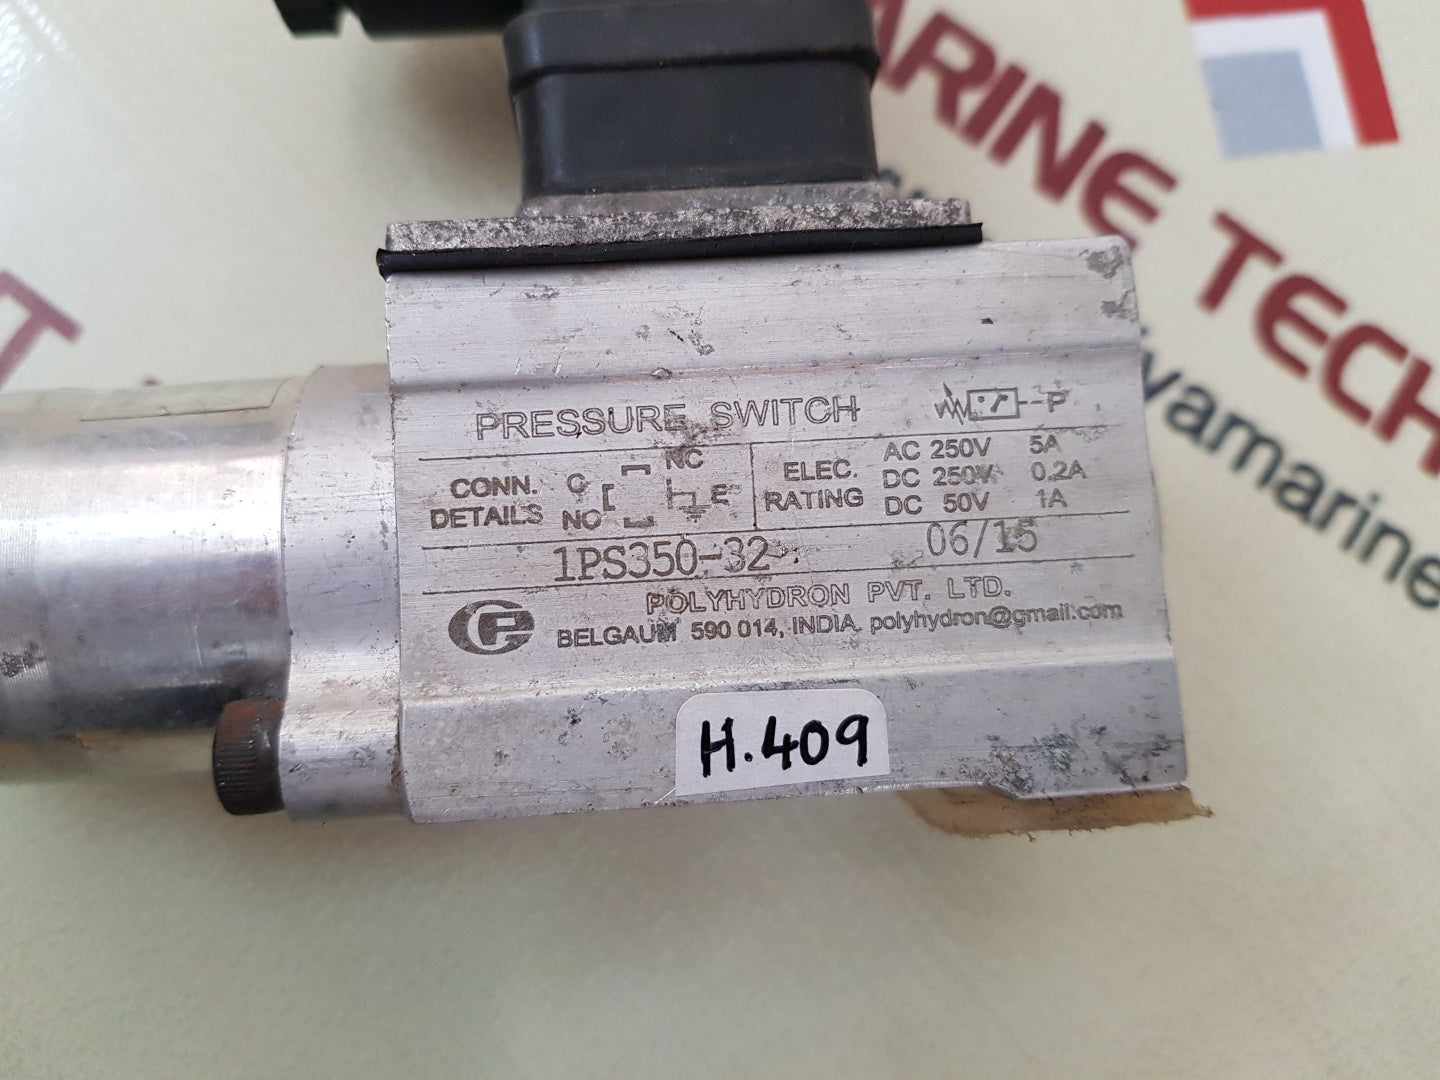 ARINE TECH
yamarine
PRESSURE SWITCH
P
CONN.
DETAILS
C
NO
NC
E
ELEC.
RATING
AC 250V 5A
DC 250V 0.2A
DC 50V 1A
1PS350-32 06/15
POLYHYDRON PVT. LTD.
BELGAUM 590 014, INDIA. polyhydron@gmail.com
H.409